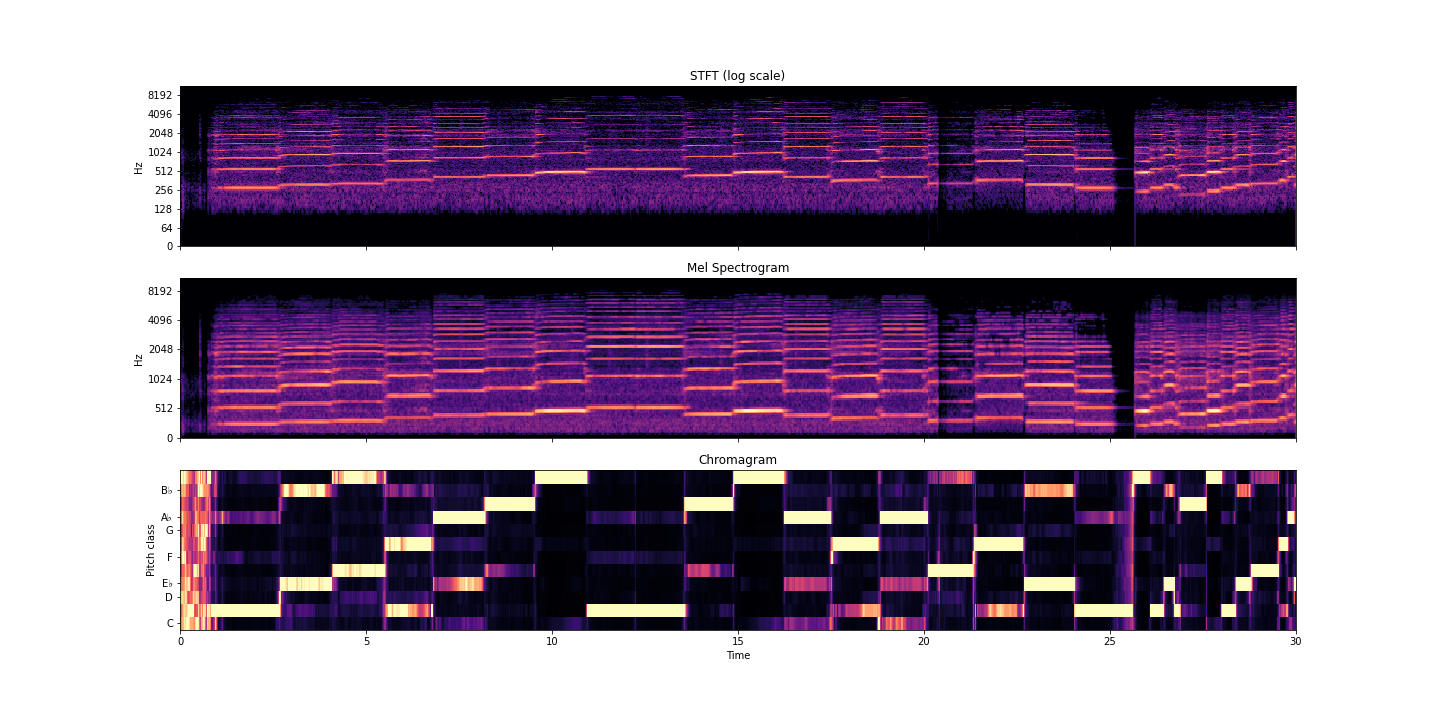 STFT (log scale)
8192
4096
2048
1024
512
256
128
64
0
Hz
Mel Spectrogram
8192
4096
2048
1024
512
0
Hz
Chromagram
B♭
A♭
G
F
E♭
D
C
Pitch class
0 5 10 15 20 25 30
Time